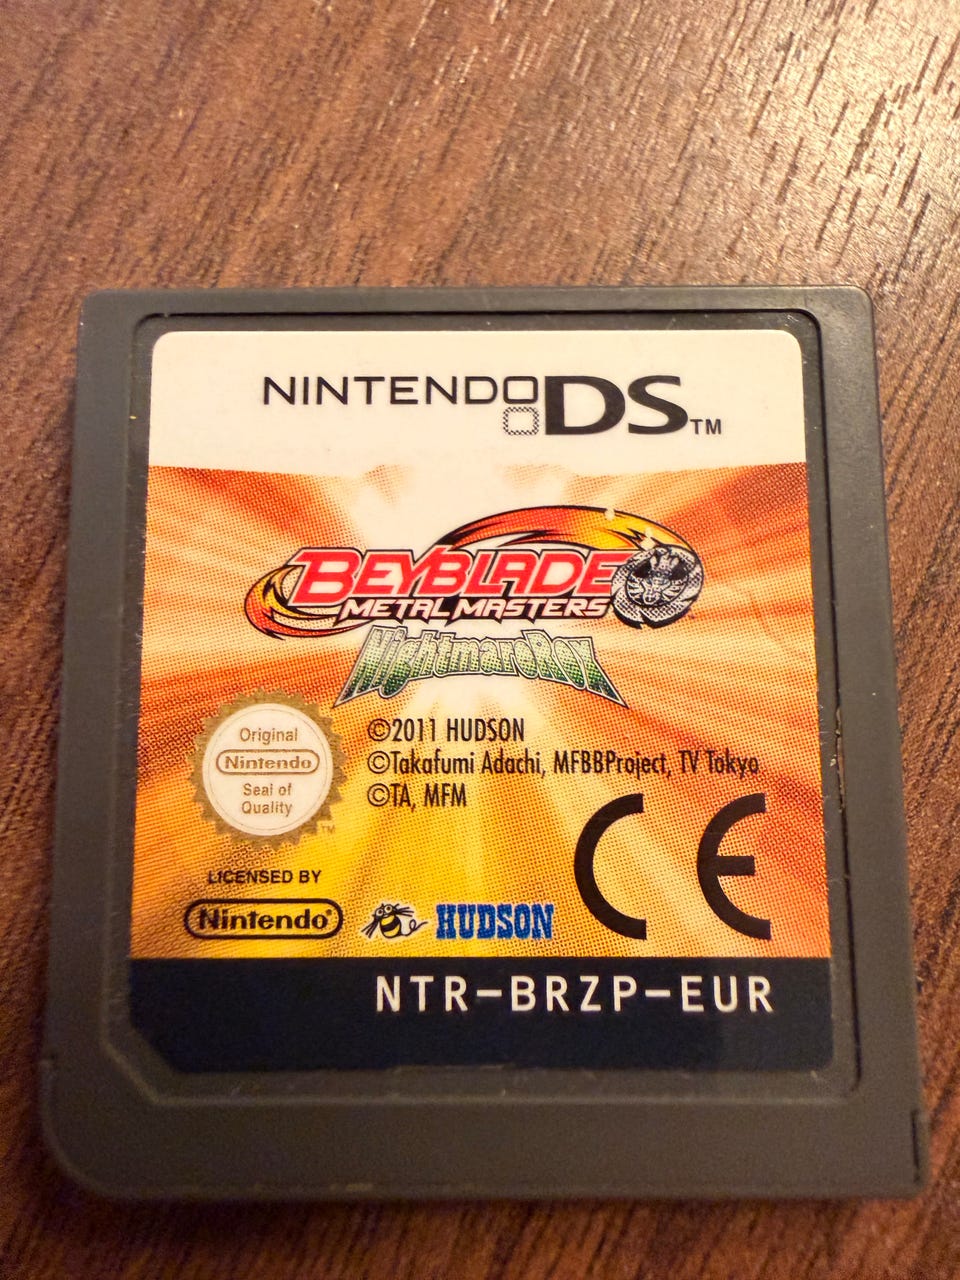 NINTENDO DS™
BEYBLADE
METAL MASTERS
NightmareRex
©2011 HUDSON
©Takafumi Adachi, MFBBProject, TV Tokyo
©TA, MFM
Original
Nintendo
Seal of
Quality
TM
LICENSED BY
Nintendo®
HUDSON
CE
NTR-BRZP-EUR